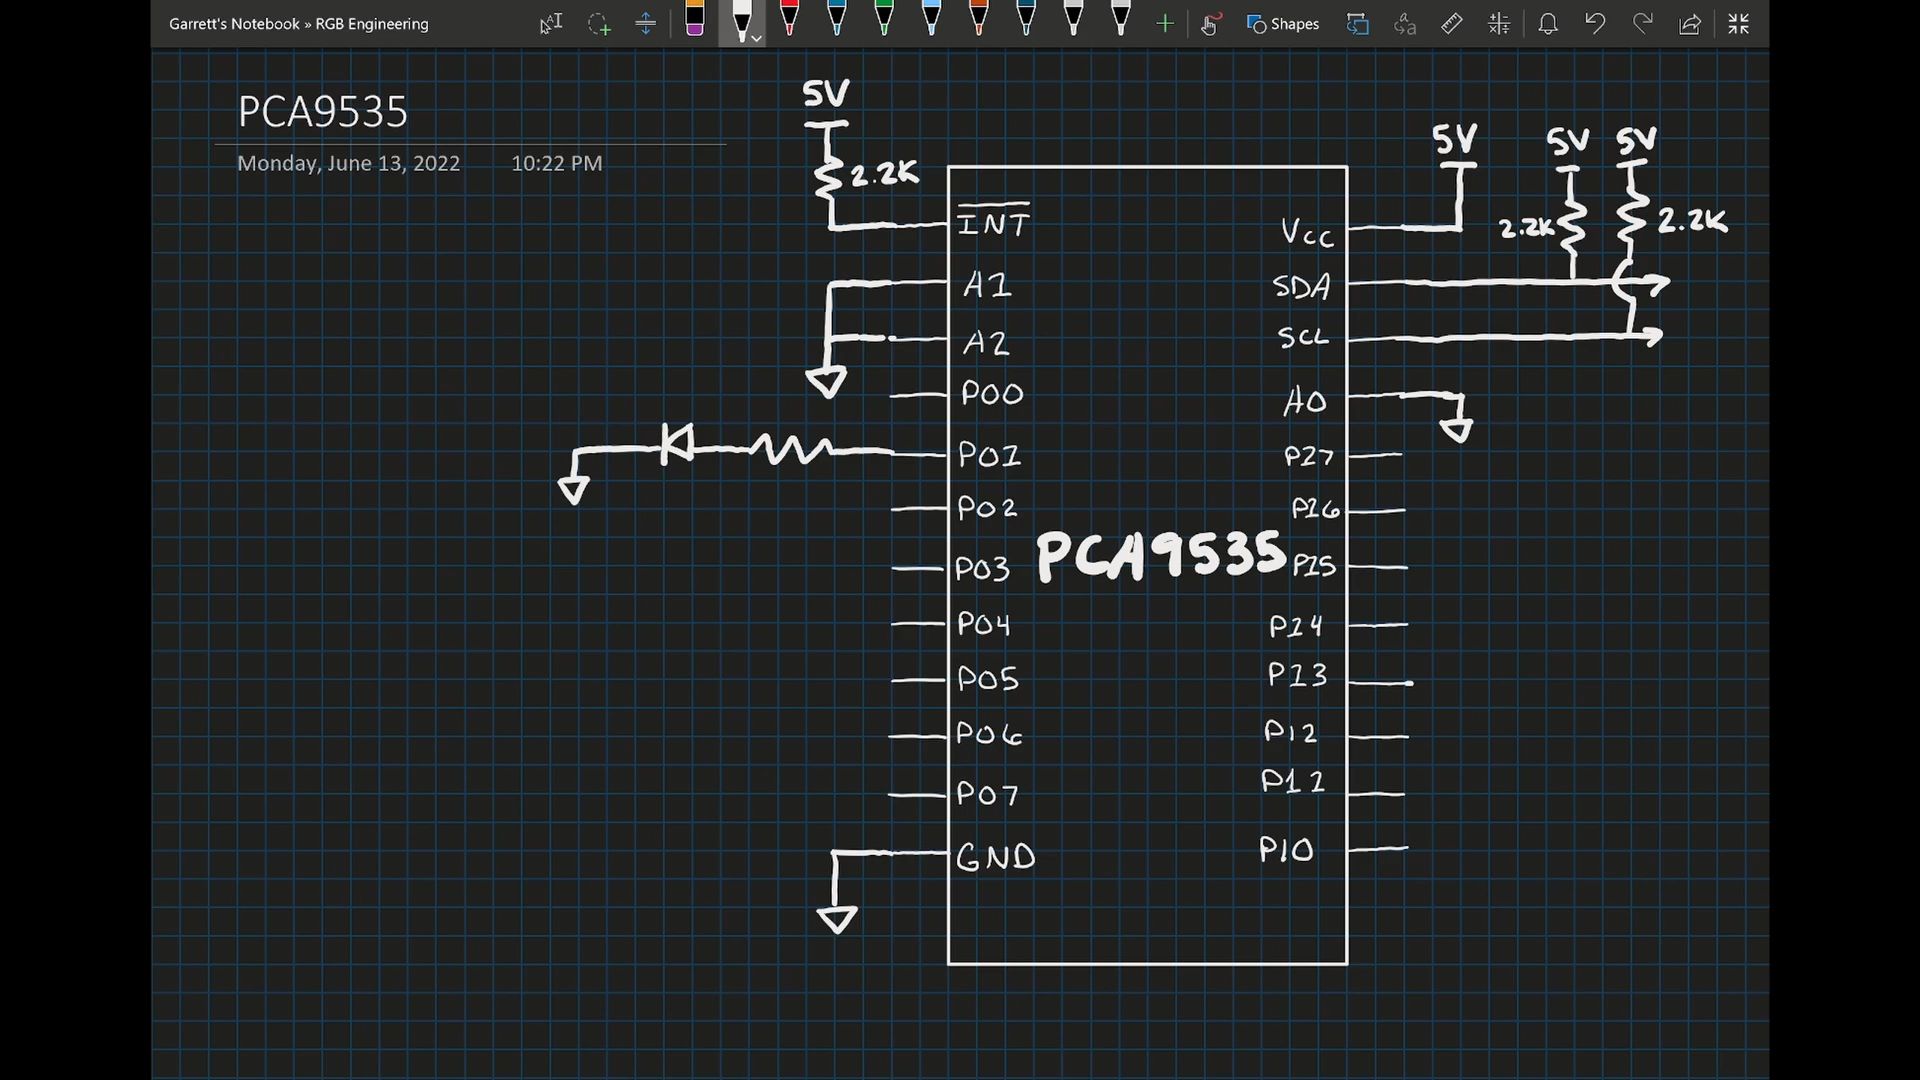 Garrett's Notebook » RGB Engineering
Shapes
PCA9535
Monday, June 13, 2022 10:22 PM
5V
2.2K
5V
5V
5V
2.2K
2.2K
INT
A1
A2
P00
P01
P02
P03
P04
P05
P06
P07
GND
PCA9535
Vcc
SDA
SCL
A0
P17
P16
P15
P14
P13
P12
P12
P10